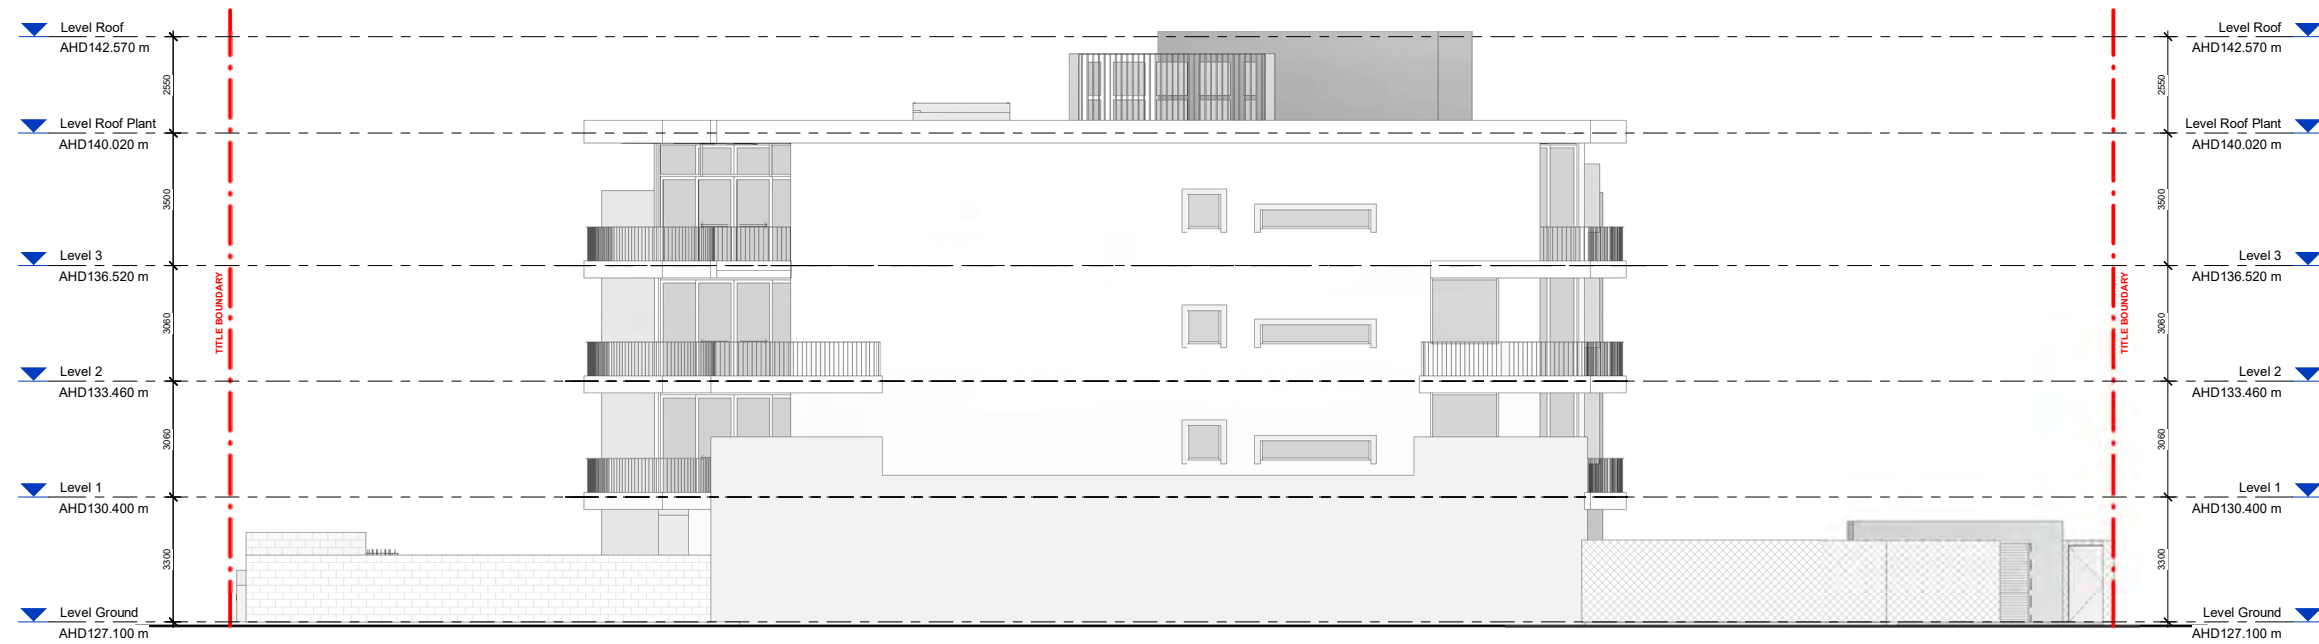 Level Roof
AHD142.570 m
2550
Level Roof Plant
AHD140.020 m
3500
Level 3
AHD136.520 m
TITLE BOUNDARY
3060
Level 2
AHD133.460 m
3060
Level 1
AHD130.400 m
3300
Level Ground
AHD127.100 m
Level Roof
AHD142.570 m
2550
Level Roof Plant
AHD140.020 m
3500
Level 3
AHD136.520 m
TITLE BOUNDARY
3060
Level 2
AHD133.460 m
3060
Level 1
AHD130.400 m
3300
Level Ground
AHD127.100 m